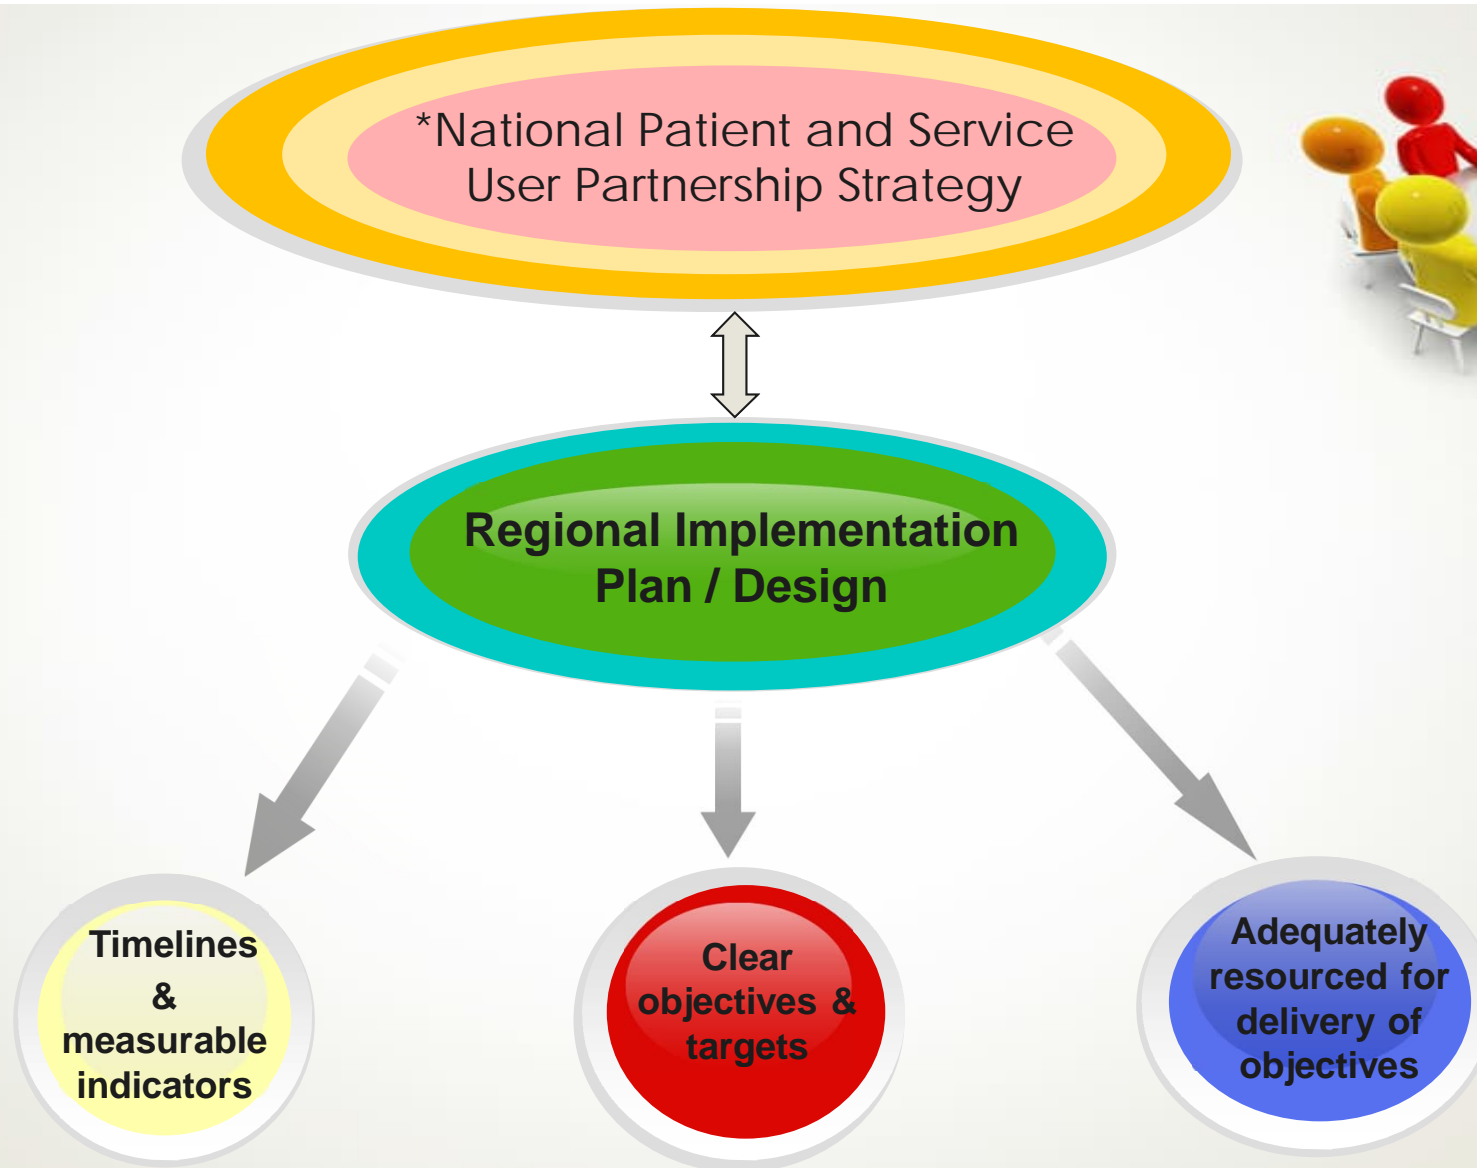 *National Patient and Service
User Partnership Strategy
Regional Implementation
Plan / Design
Timelines
&
measurable
indicators
Clear
objectives &
targets
Adequately
resourced for
delivery of
objectives